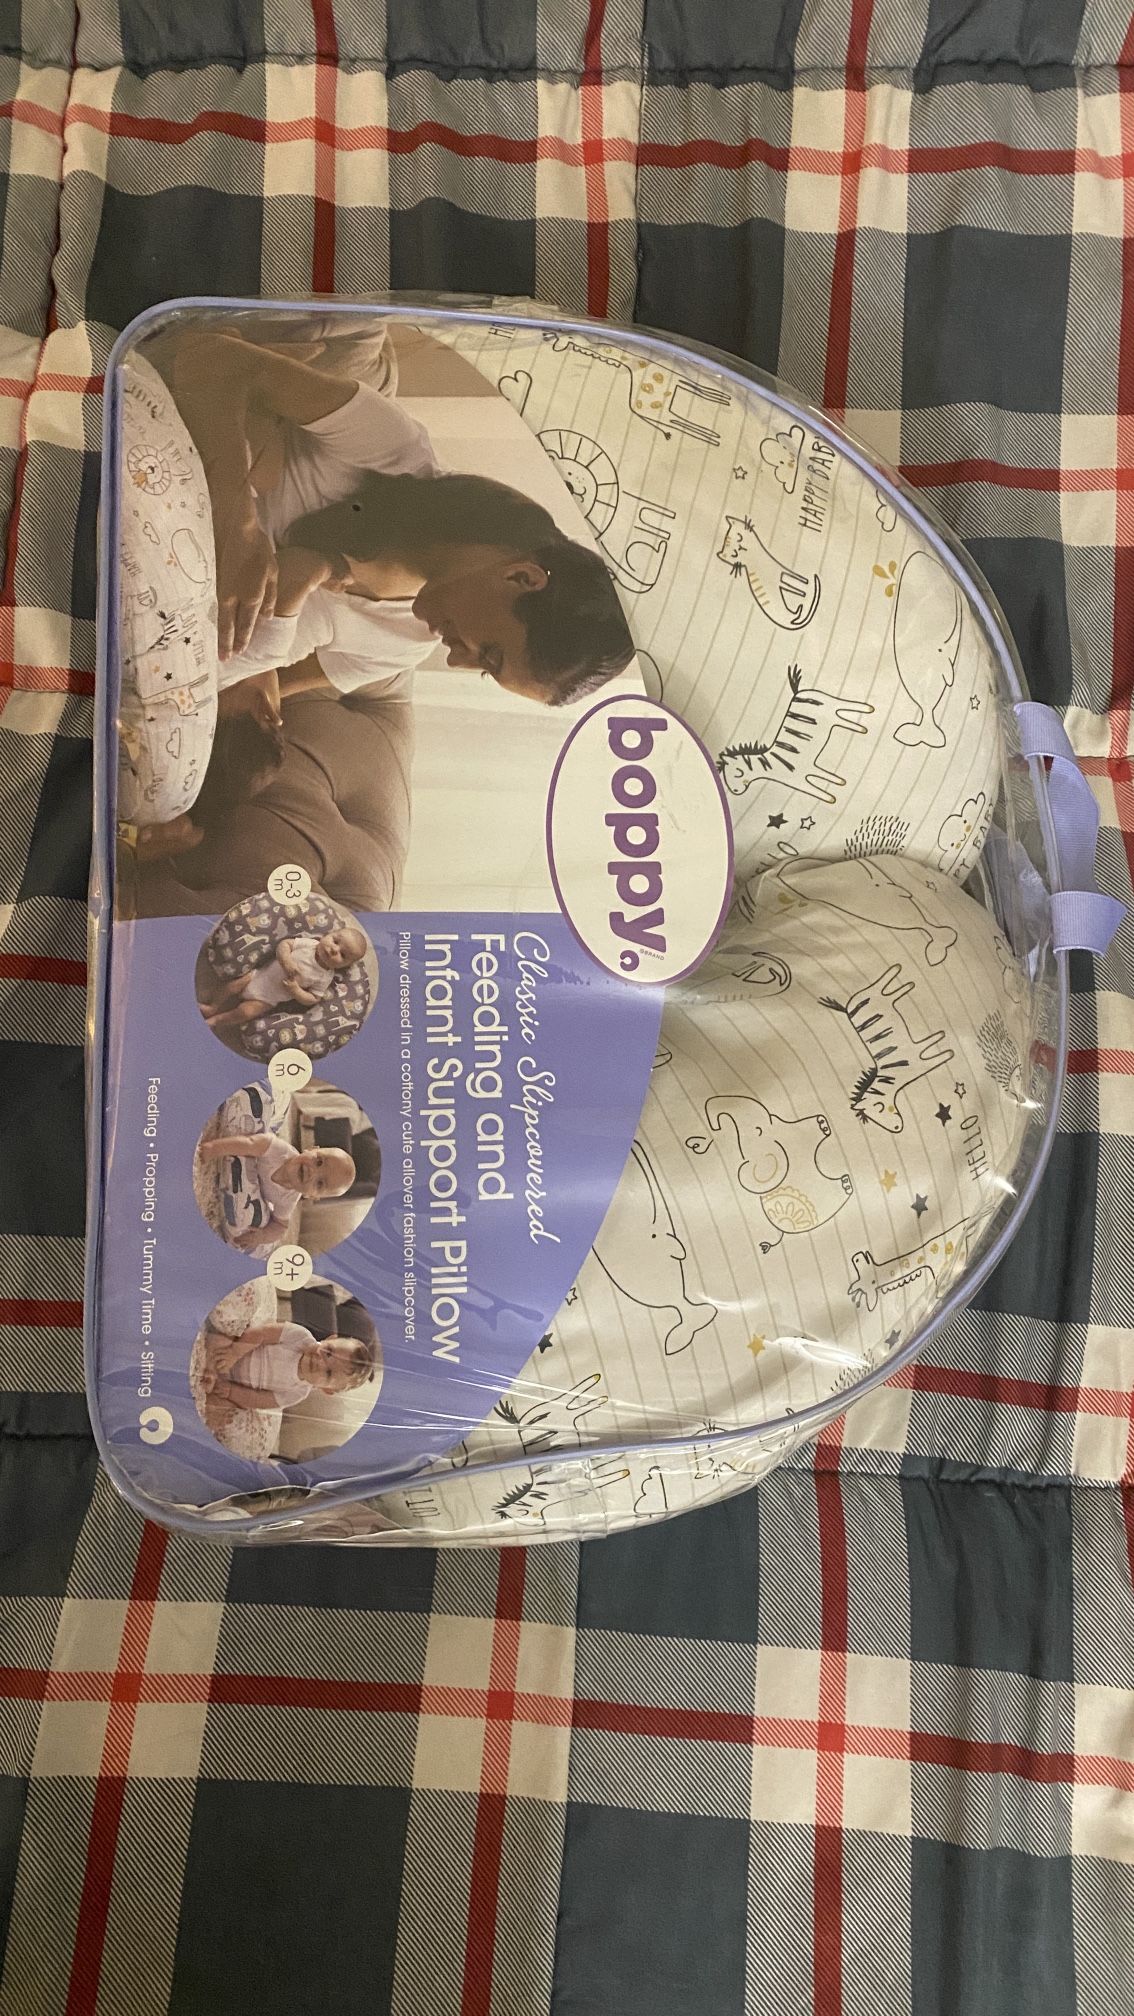 boppy
®BRAND
Classic Slipcovered
Feeding and
Infant Support Pillow
Pillow dressed in a cottony cute allover fashion slipcover.
0-3
m
6
m
9+
m
Feeding • Propping • Tummy Time • Sitting
HAPPY BABY
HELLO